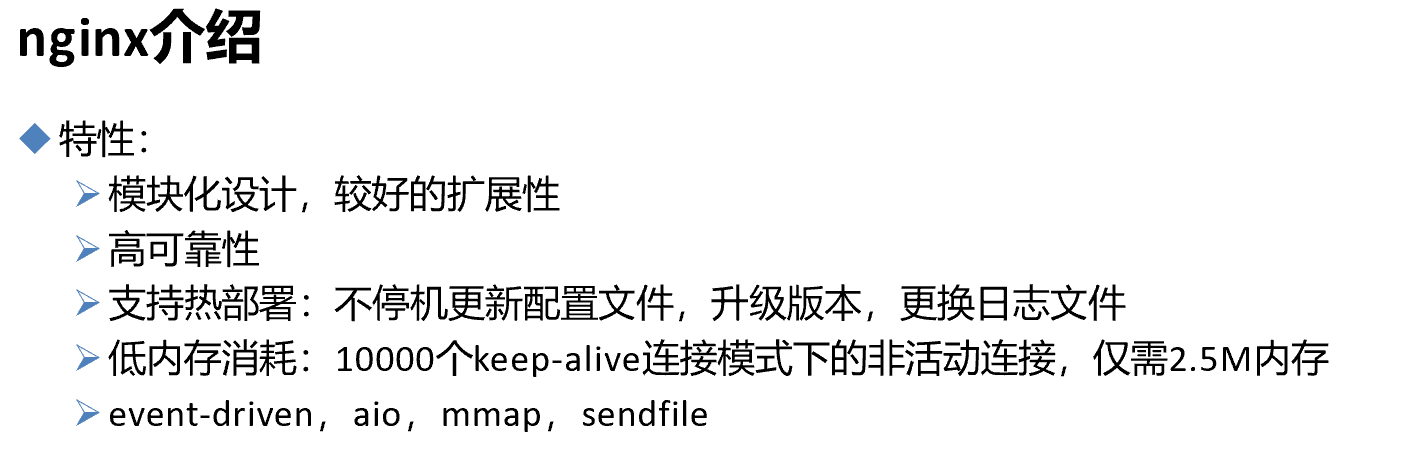 nginx介绍
特性：
模块化设计，较好的扩展性
高可靠性
支持热部署：不停机更新配置文件，升级版本，更换日志文件
低内存消耗：10000个keep-alive连接模式下的非活动连接，仅需2.5M内存
event-driven，aio，mmap，sendfile